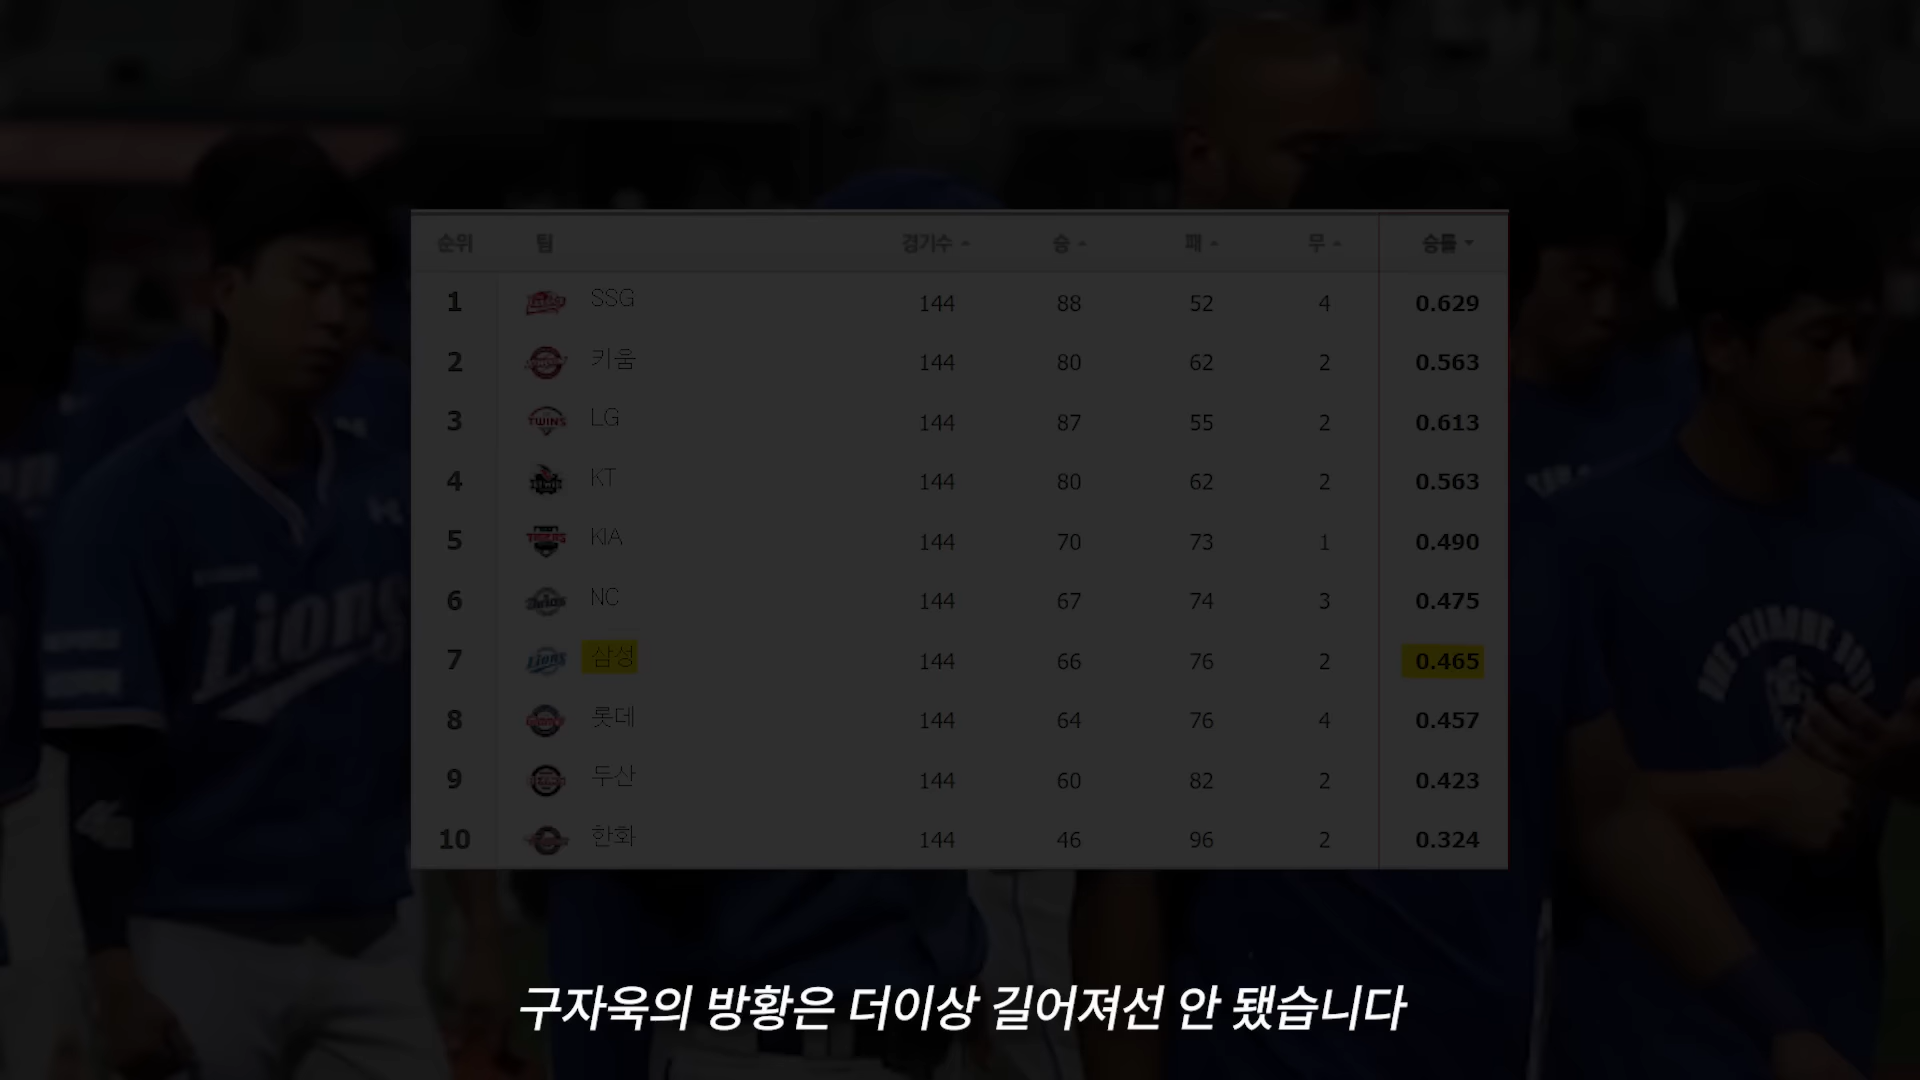 순위 팀 경기수 승 패 무 승률
1 SSG 144 88 52 4 0.629
2 키움 144 80 62 2 0.563
3 TWINS LG 144 87 55 2 0.613
4 KT 144 80 62 2 0.563
5 TIGERS KIA 144 70 73 1 0.490
6 NC 144 67 74 3 0.475
7 Lions 삼성 144 66 76 2 0.465
8 롯데 144 64 76 4 0.457
9 두산 144 60 82 2 0.423
10 한화 144 46 96 2 0.324
Lions
구자욱의 방황은 더이상 길어져선 안 됐습니다